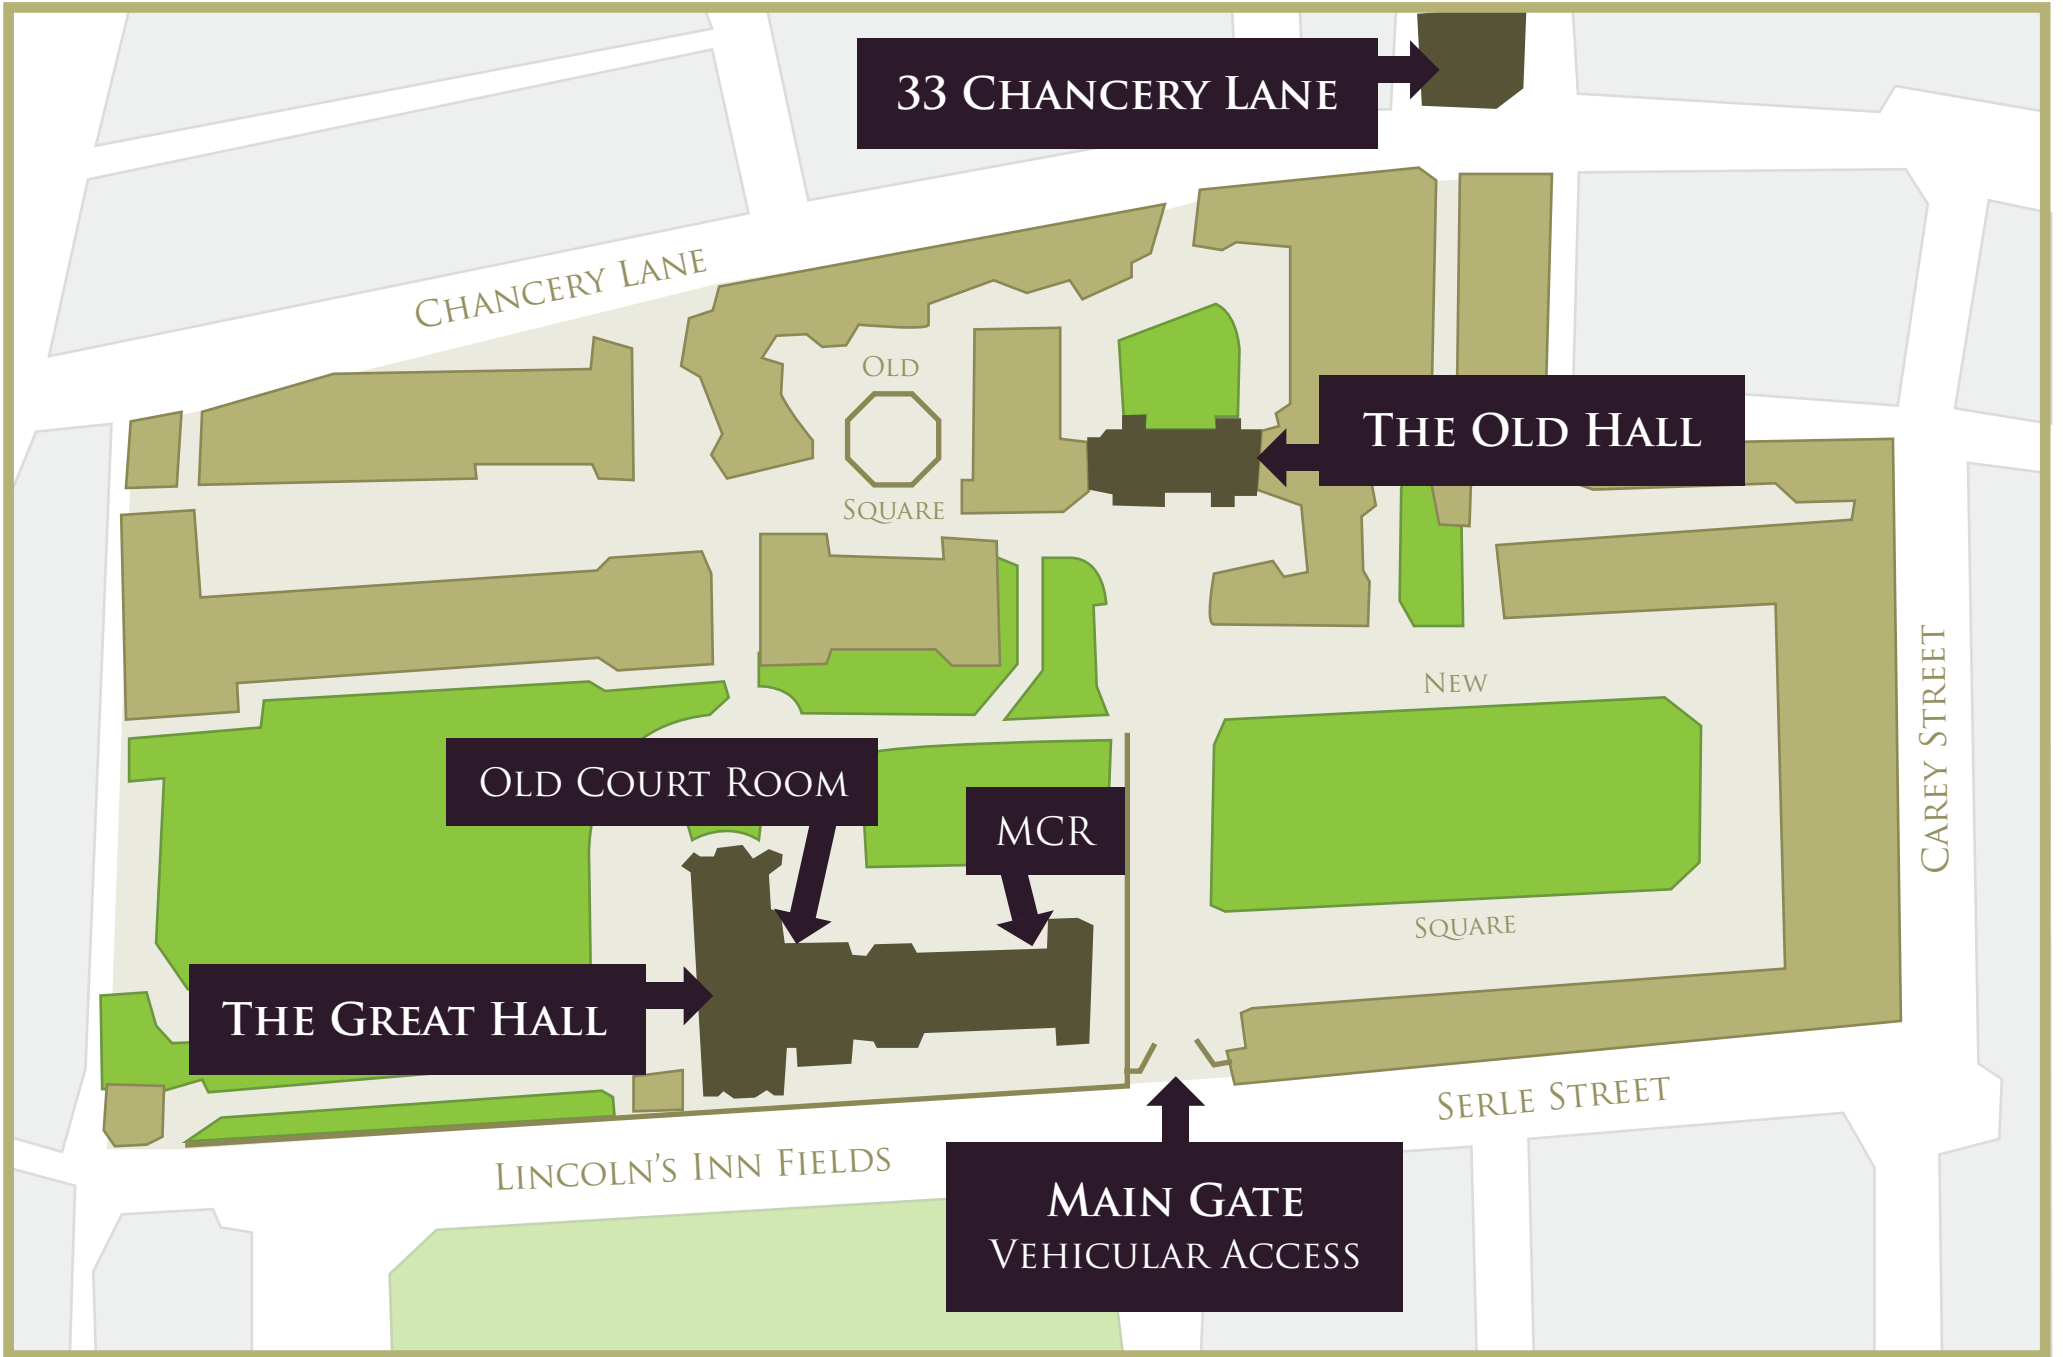 33 Chancery Lane
Chancery Lane
Old
Square
The Old Hall
New
Square
Carey Street
Old Court Room
MCR
The Great Hall
Serle Street
Lincoln's Inn Fields
Main Gate
Vehicular Access